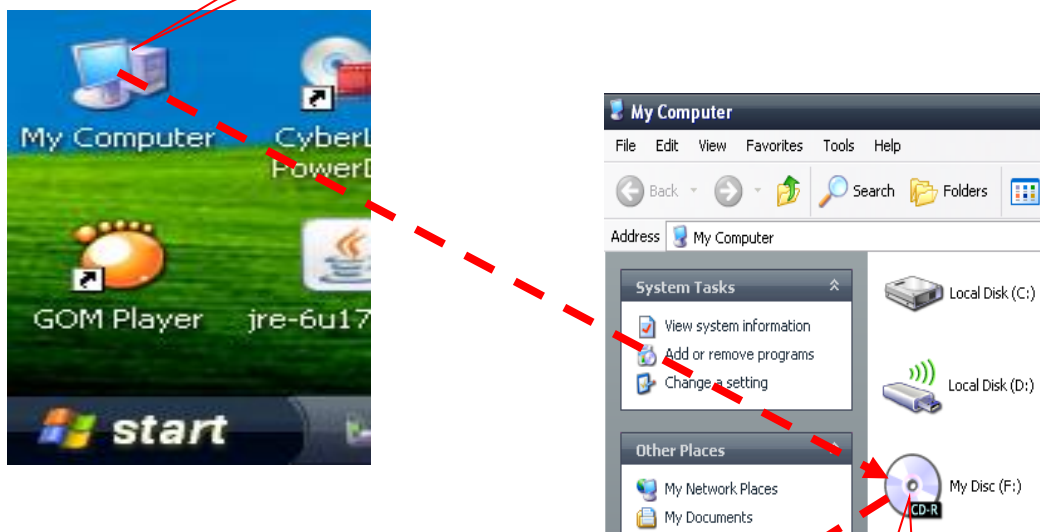 My Computer
CyberL
PowerD
GOM Player
jre-6u17
start
My Computer
File Edit View Favorites Tools Help
Back
Search
Folders
Address My Computer
System Tasks
View system information
Add or remove programs
Change a setting
Other Places
My Network Places
My Documents
Local Disk (C:)
Local Disk (D:)
CD-R
My Disc (F:)